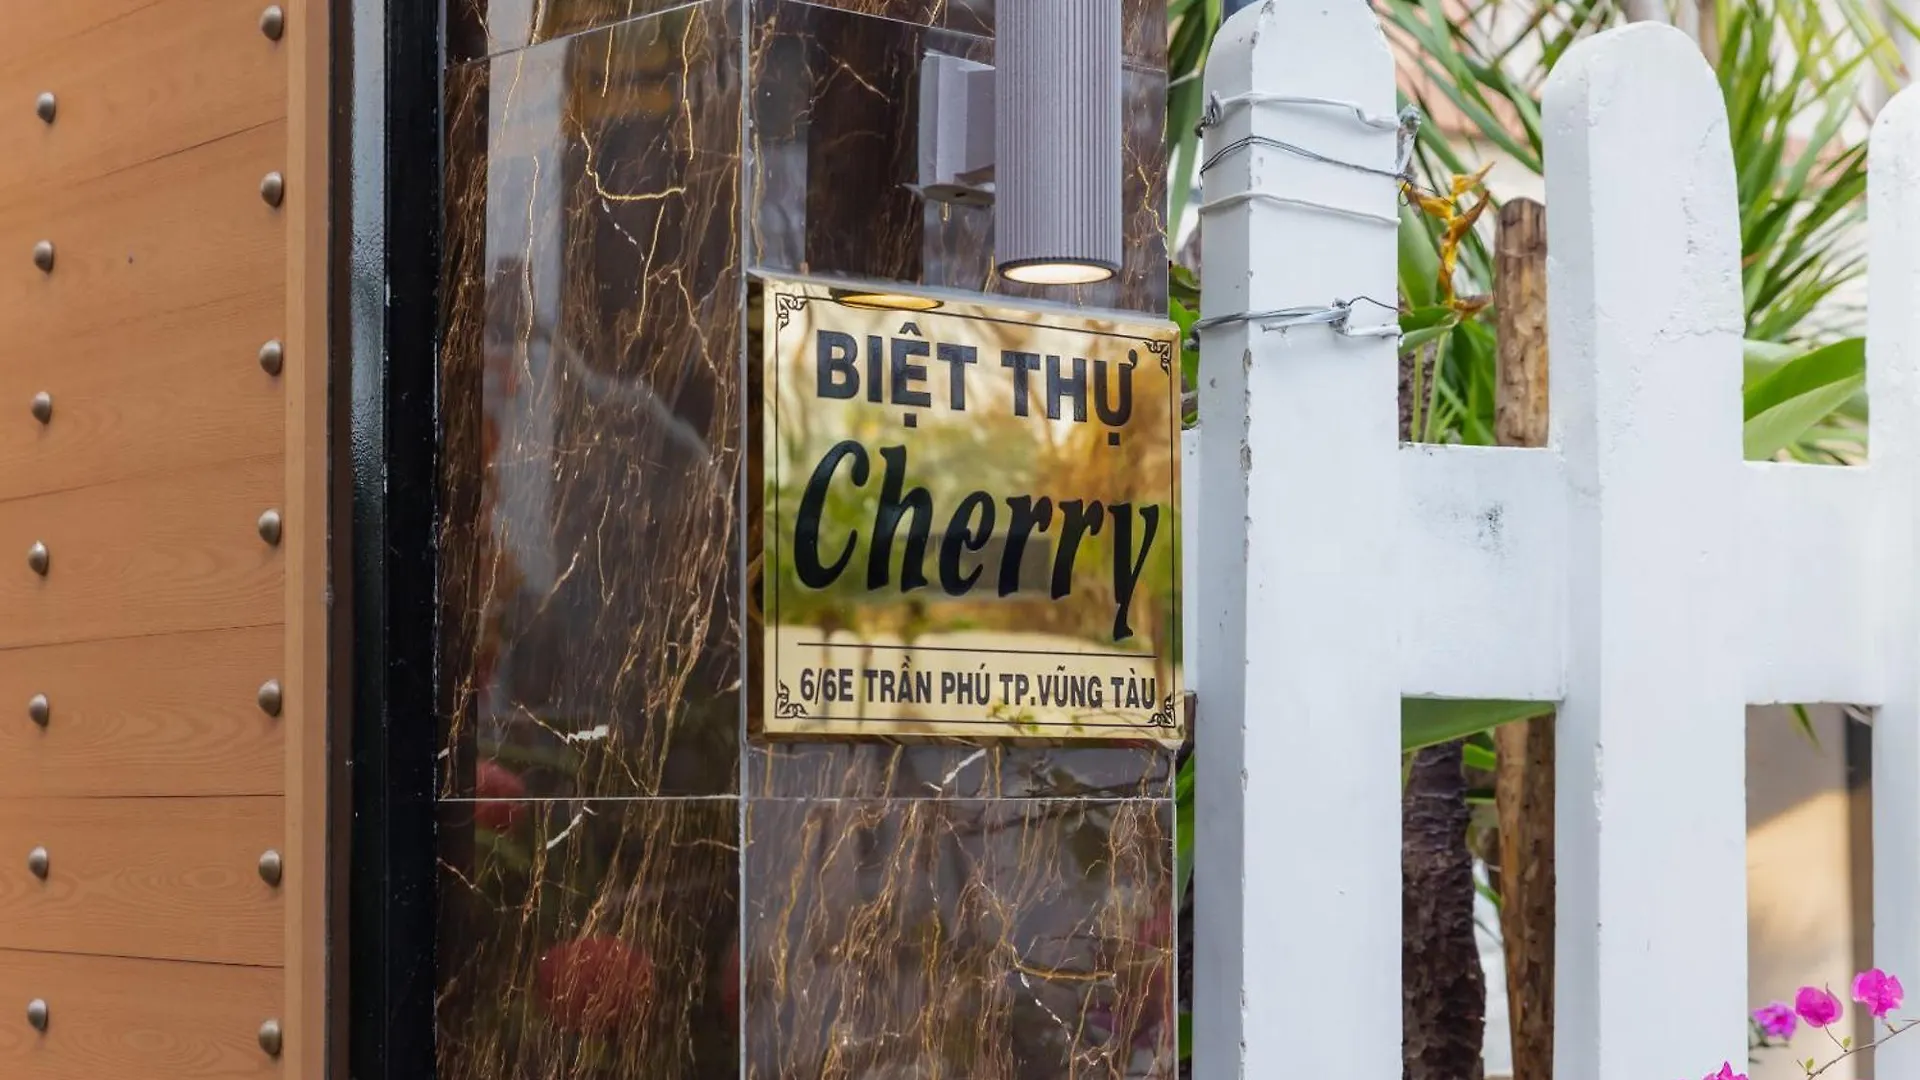 BIỆT THỰ
Cherry
6/6E TRẦN PHÚ TP.VŨNG TÀU